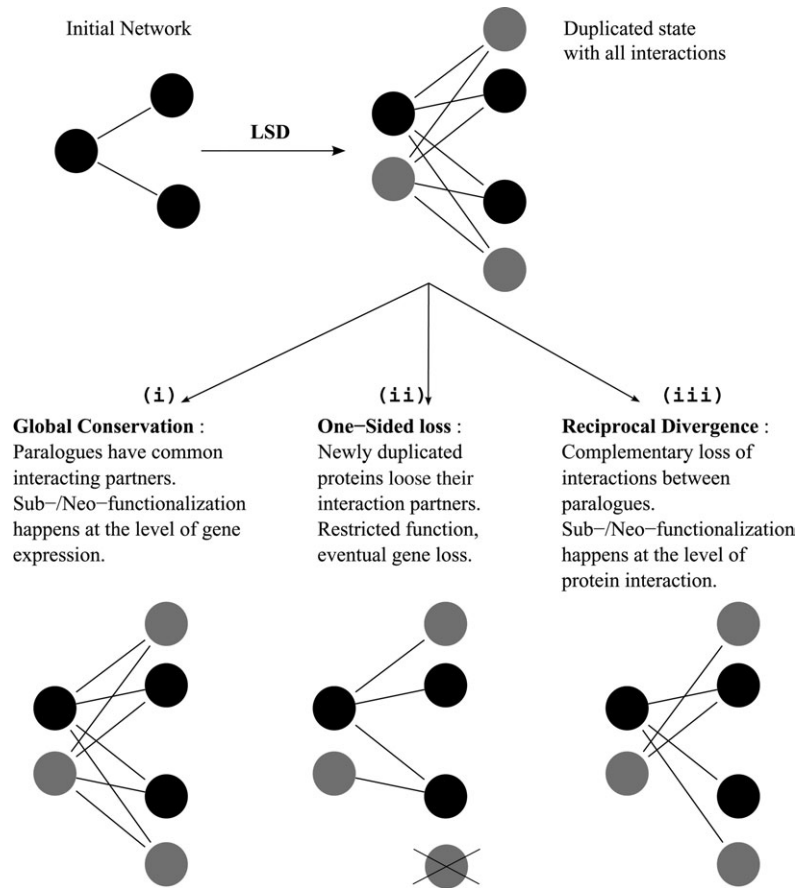 Initial Network
Duplicated state
with all interactions
LSD
(i)
(ii)
(iii)
Global Conservation :
Paralogues have common
interacting partners.
Sub−/Neo−functionalization
happens at the level of gene
expression.
One−Sided loss :
Newly duplicated
proteins loose their
interaction partners.
Restricted function,
eventual gene loss.
Reciprocal Divergence :
Complementary loss of
interactions between
paralogues.
Sub−/Neo−functionalization
happens at the level of
protein interaction.